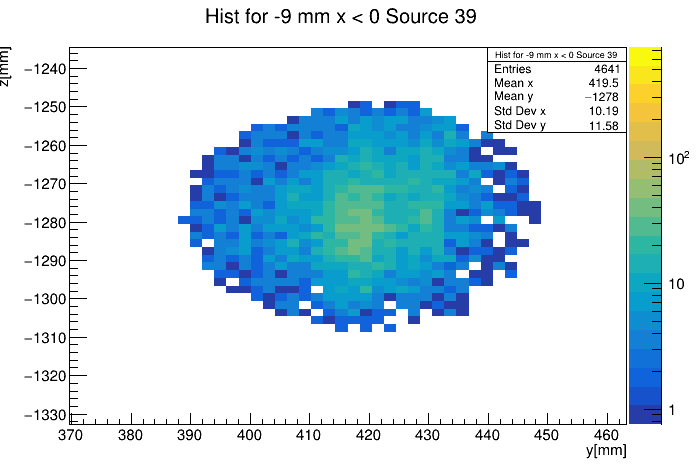 Hist for -9 mm x < 0 Source 39
z[mm]
Hist for -9 mm x < 0 Source 39
Entries 4641
Mean x 419.5
Mean y −1278
Std Dev x 10.19
Std Dev y 11.58
−1240
−1250
−1260
−1270
−1280
−1290
−1300
−1310
−1320
−1330
10²
10
1
370 380 390 400 410 420 430 440 450 460
y[mm]